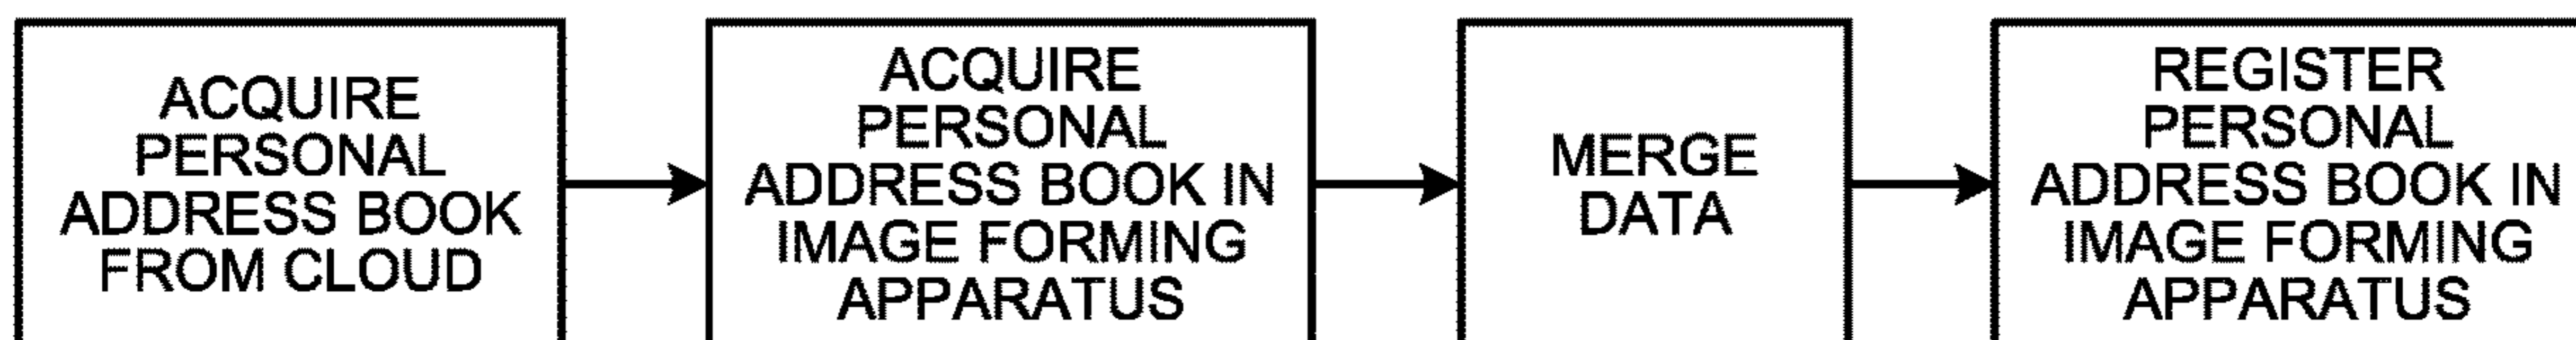 ACQUIRE
PERSONAL
ADDRESS BOOK
FROM CLOUD
ACQUIRE
PERSONAL
ADDRESS BOOK IN
IMAGE FORMING
APPARATUS
MERGE
DATA
REGISTER
PERSONAL
ADDRESS BOOK IN
IMAGE FORMING
APPARATUS